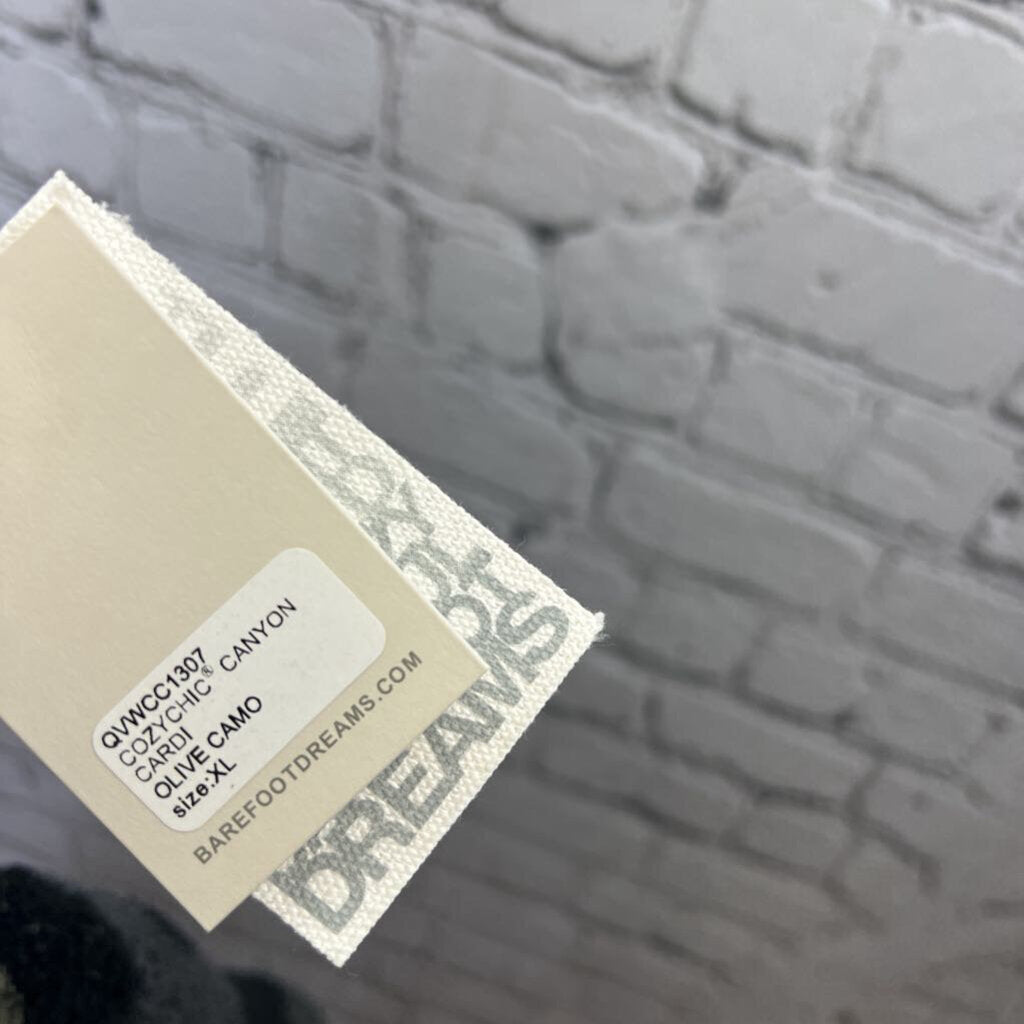 QVWCC1307
COZYCHIC® CANYON
CARDI
OLIVE CAMO
size:XL
BAREFOOTDREAMS.COM
DREAMS